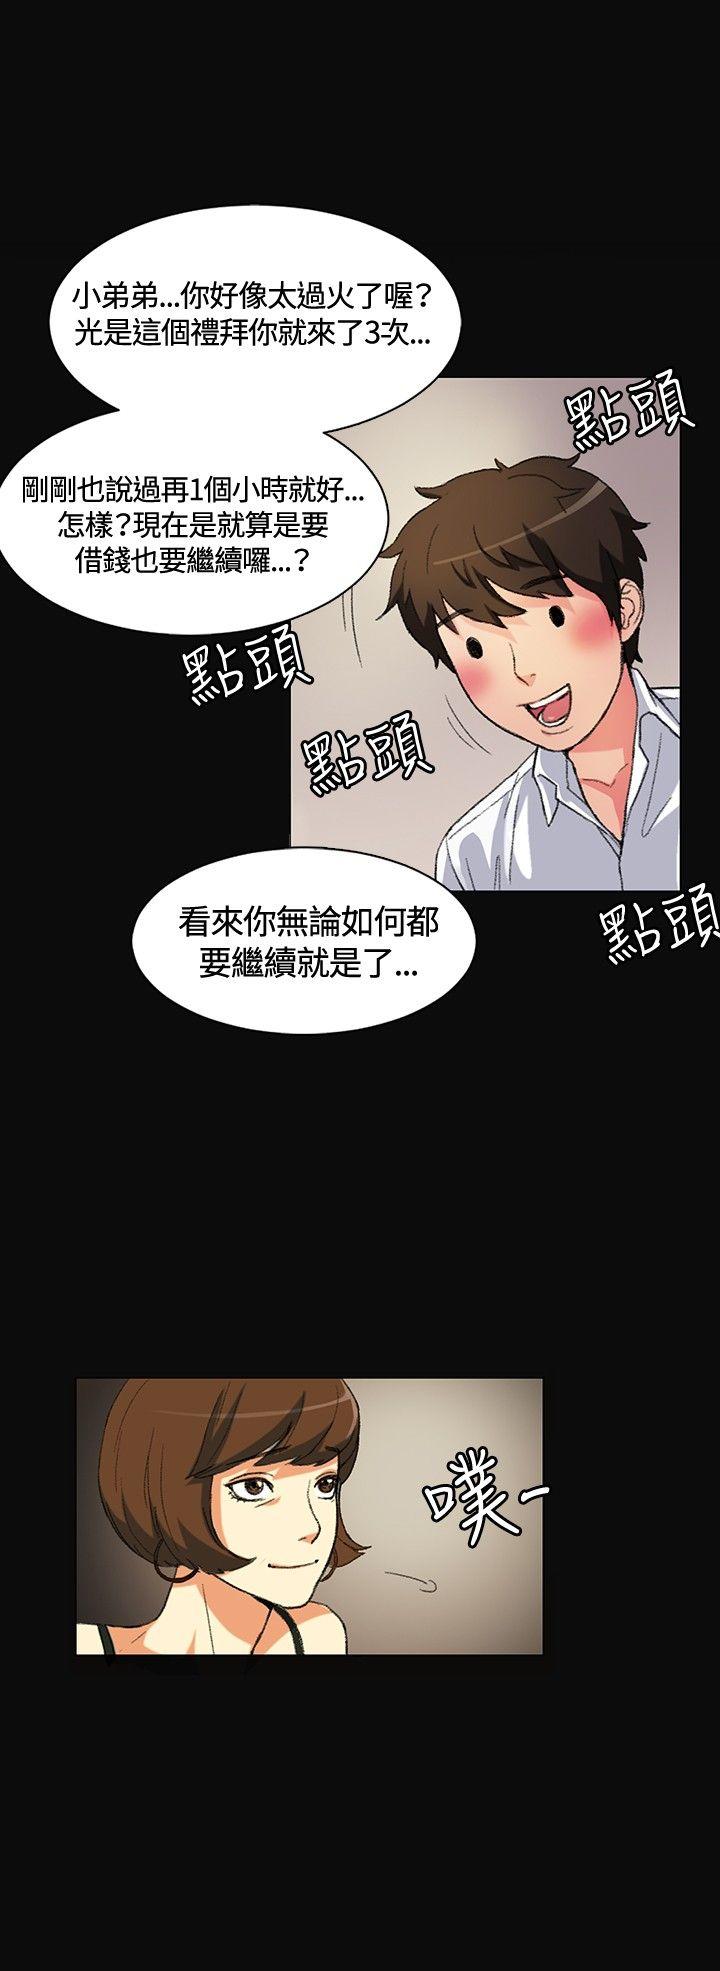 小弟弟...你好像太過火了喔？
光是這個禮拜你就來了3次...
點頭
剛剛也說過再1個小時就好...
怎樣？現在是就算是要
借錢也要繼續囉...？
點頭
點頭
看來你無論如何都
要繼續就是了...
點頭
噗-